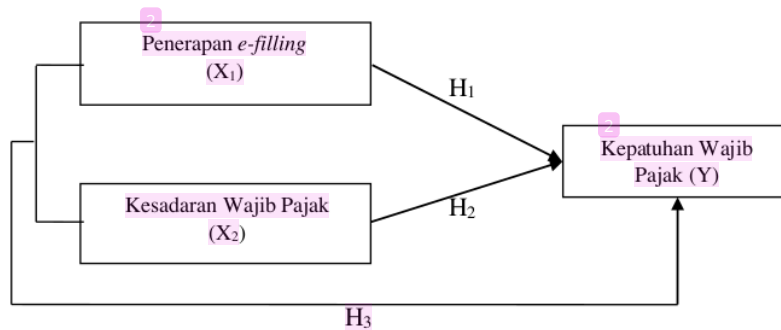 2
Penerapan e-filling
(X₁)
H₁
2
Kepatuhan Wajib
Pajak (Y)
Kesadaran Wajib Pajak
(X₂)
H₂
H₃